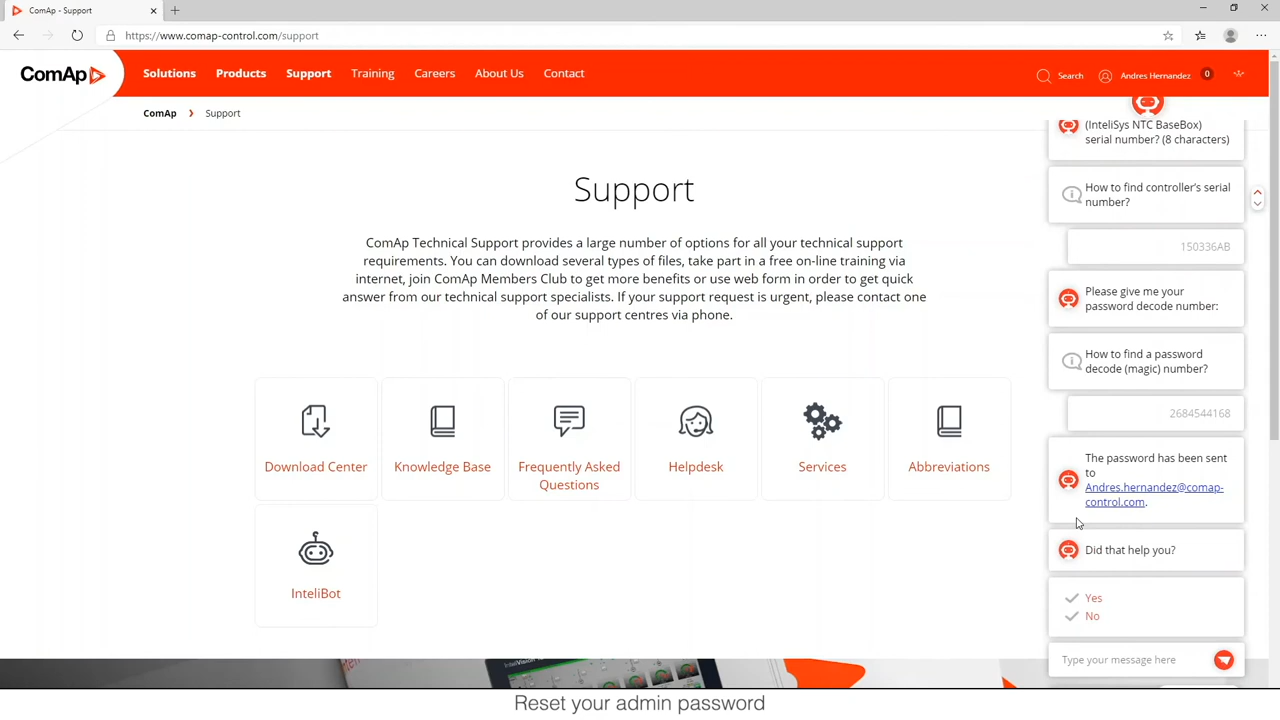 ComAp - Support
https://www.comap-control.com/support
ComAp
Solutions
Products
Support
Training
Careers
About Us
Contact
Search
Andres Hernandez
0
ComAp
Support
Support
ComAp Technical Support provides a large number of options for all your technical support
requirements. You can download several types of files, take part in a free on-line training via
internet, join ComAp Members Club to get more benefits or use web form in order to get quick
answer from our technical support specialists. If your support request is urgent, please contact one
of our support centres via phone.
Download Center
Knowledge Base
Frequently Asked
Questions
Helpdesk
Services
Abbreviations
InteliBot
(InteliSys NTC BaseBox)
serial number? (8 characters)
How to find controller's serial
number?
150336AB
Please give me your
password decode number:
How to find a password
decode (magic) number?
2684544168
The password has been sent
to
Andres.hernandez@comap-
control.com.
Did that help you?
Yes
No
Type your message here
Reset your admin password